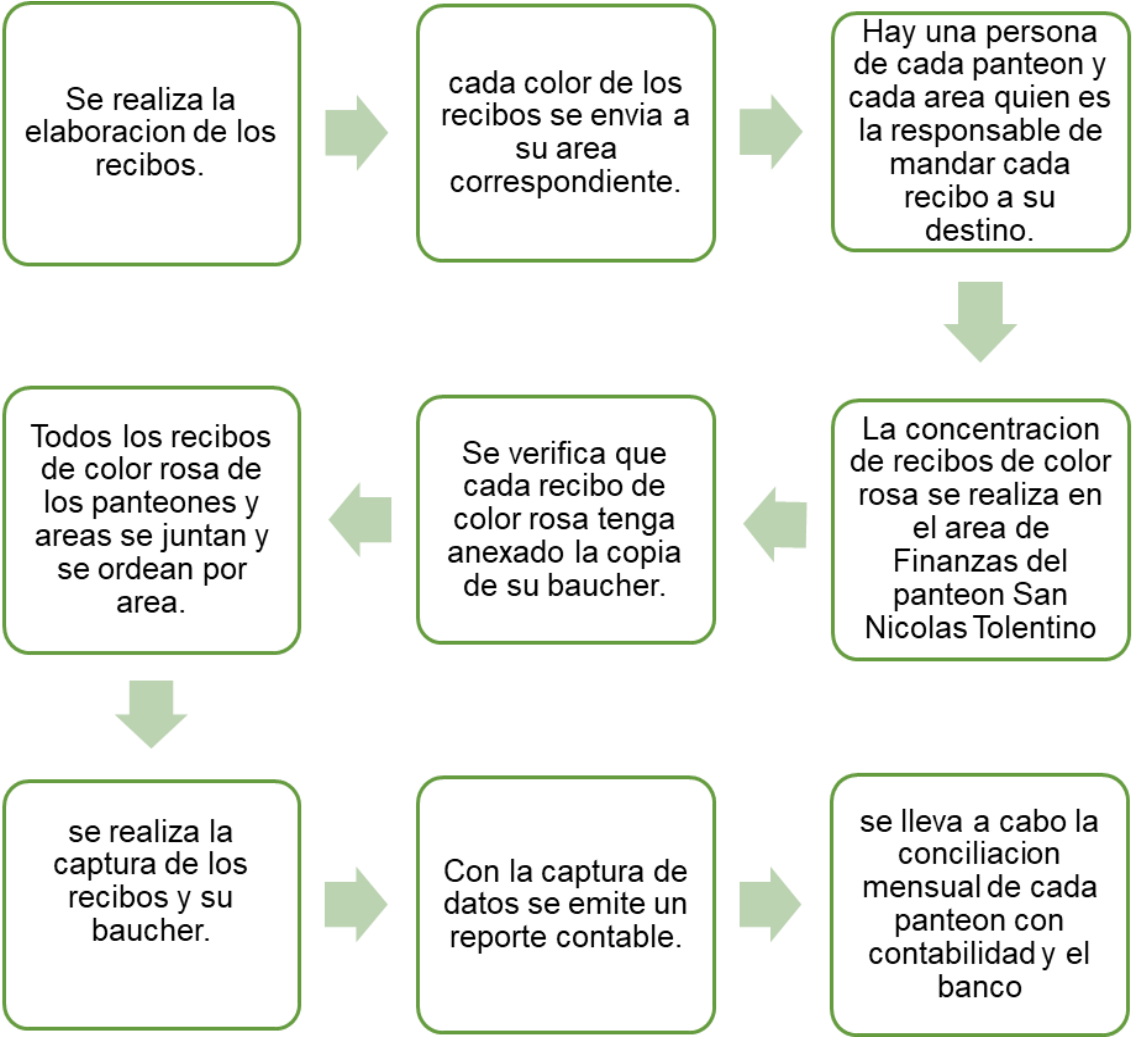 Se realiza la
elaboracion de los
recibos.
cada color de los
recibos se envia a
su area
correspondiente.
Hay una persona
de cada panteon y
cada area quien es
la responsable de
mandar cada
recibo a su
destino.
La concentracion
de recibos de color
rosa se realiza en
el area de
Finanzas del
panteon San
Nicolas Tolentino
Se verifica que
cada recibo de
color rosa tenga
anexado la copia
de su baucher.
Todos los recibos
de color rosa de
los panteones y
areas se juntan y
se ordean por
area.
se realiza la
captura de los
recibos y su
baucher.
Con la captura de
datos se emite un
reporte contable.
se lleva a cabo la
conciliacion
mensual de cada
panteon con
contabilidad y el
banco